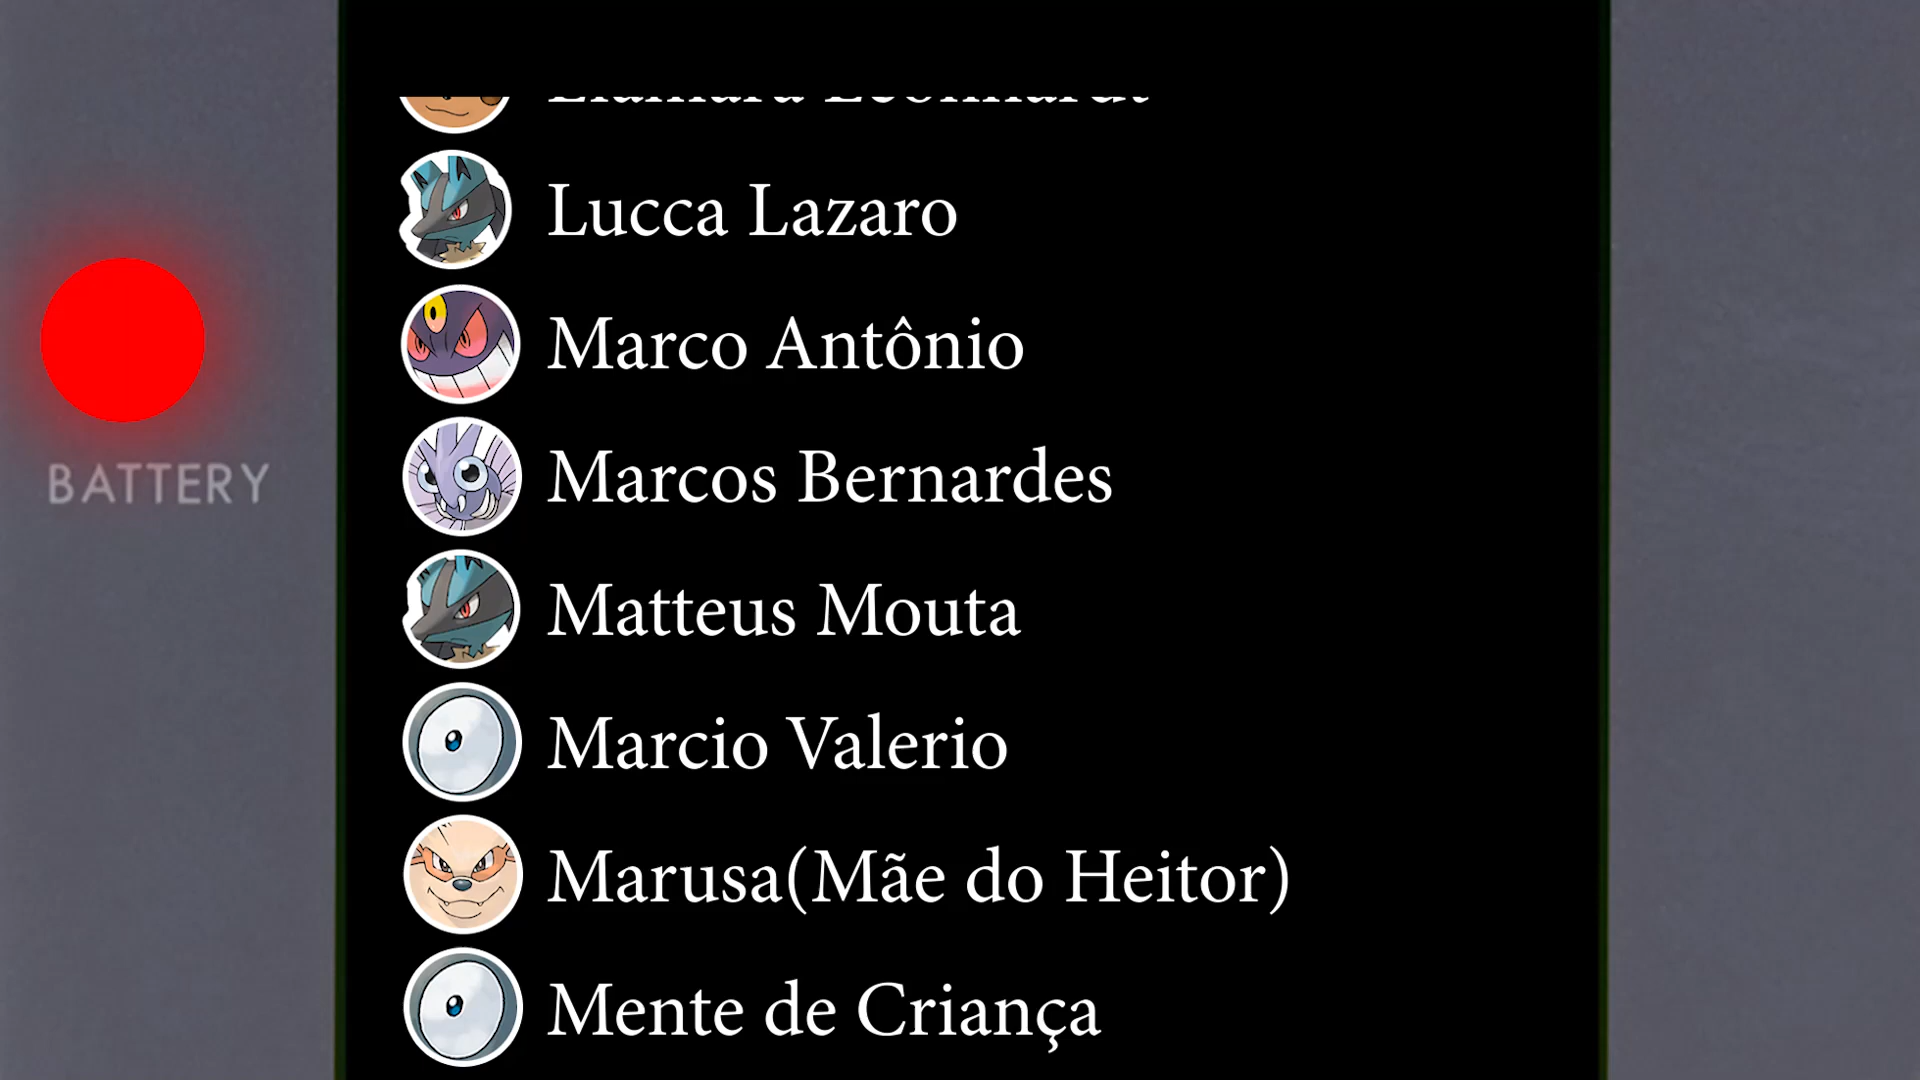 Lucca Lazaro
Marco Antônio
Marcos Bernardes
BATTERY
Matteus Mouta
Marcio Valerio
Marusa(Mãe do Heitor)
Mente de Criança